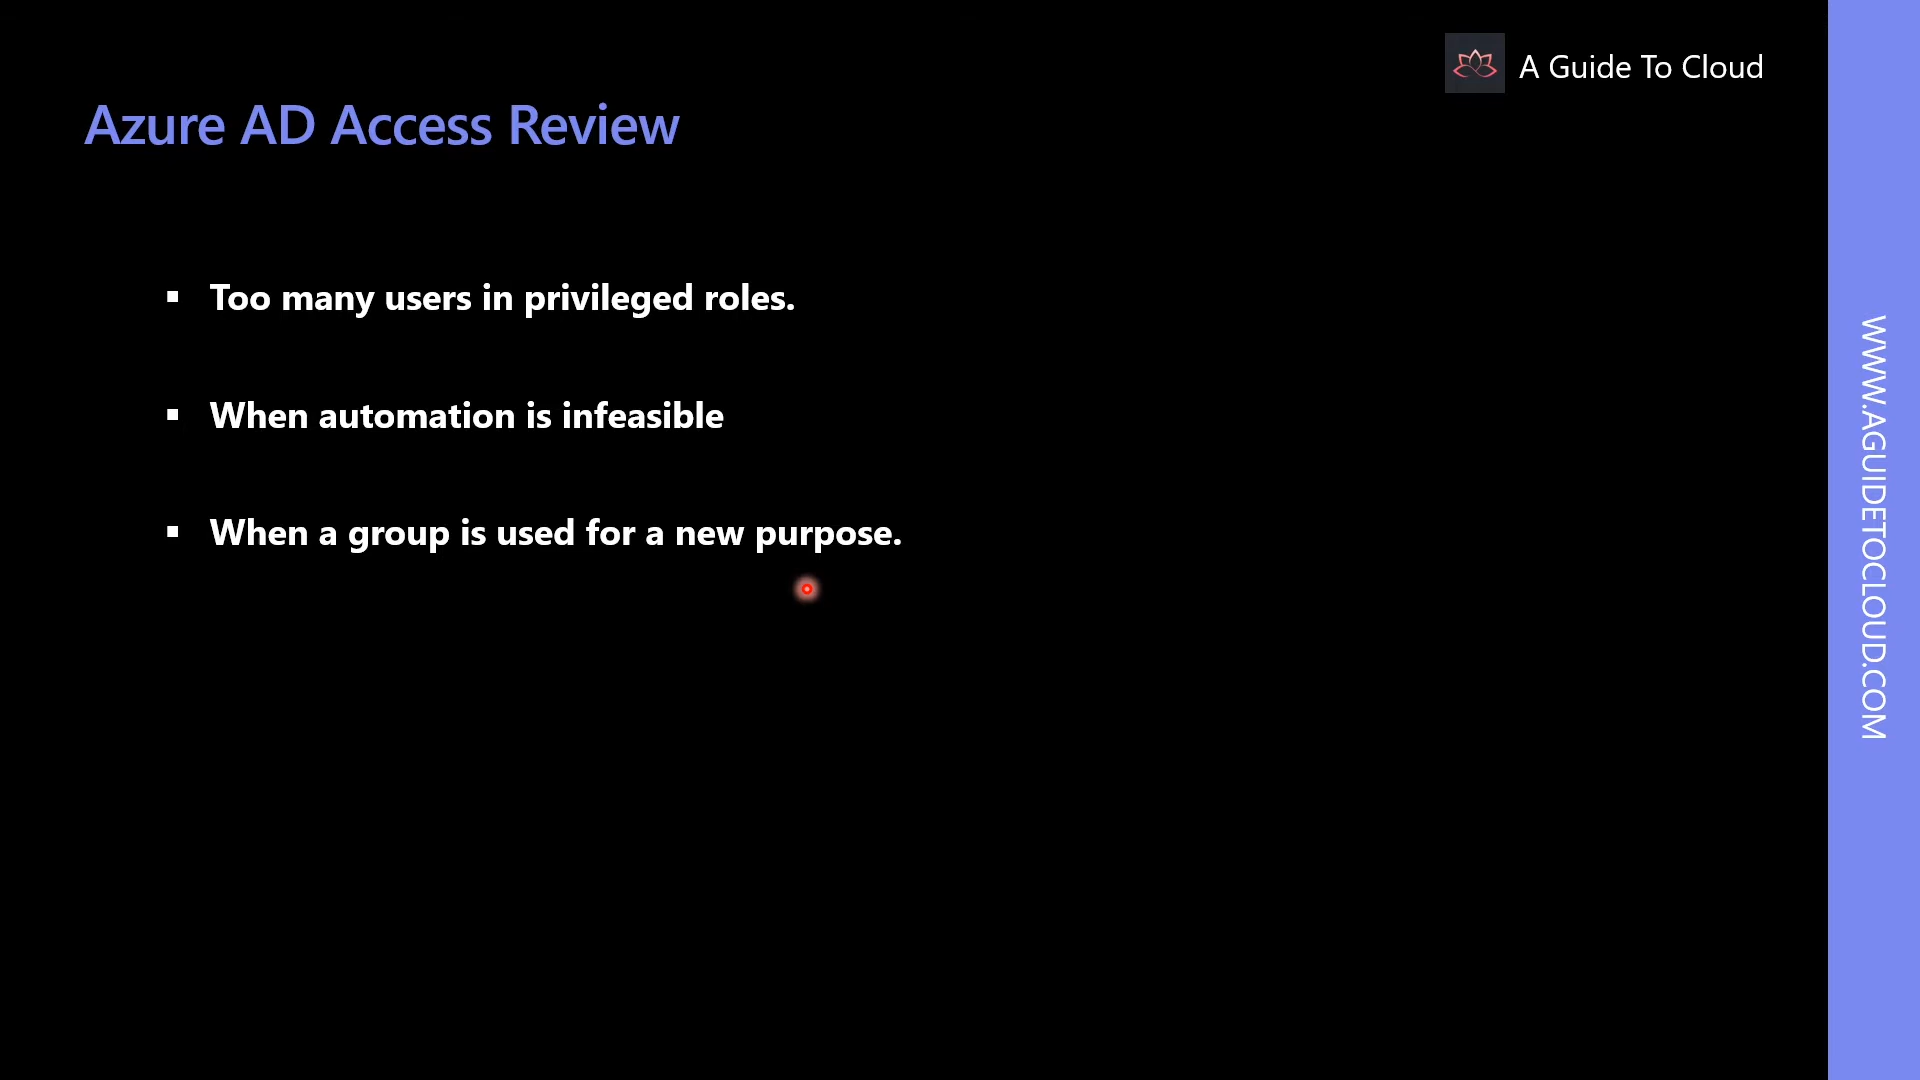 A Guide To Cloud
Azure AD Access Review
▪ Too many users in privileged roles.
▪ When automation is infeasible
▪ When a group is used for a new purpose.
WWW.AGUIDETOCLOUD.COM